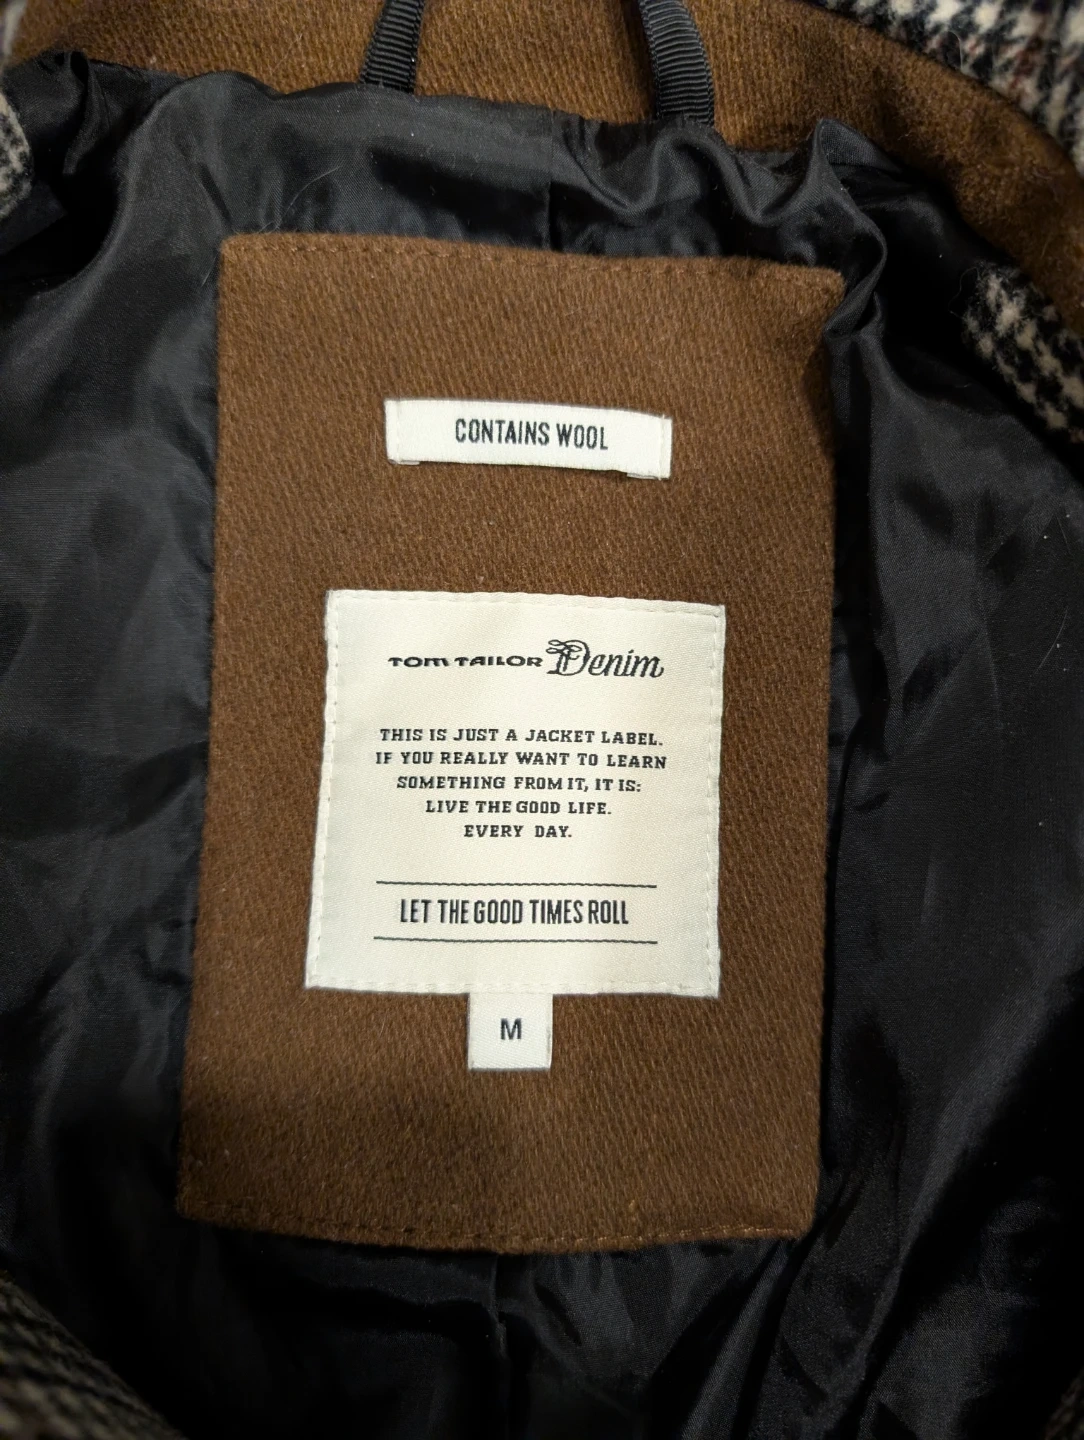 CONTAINS WOOL
TOM TAILOR Denim
THIS IS JUST A JACKET LABEL.
IF YOU REALLY WANT TO LEARN
SOMETHING FROM IT, IT IS:
LIVE THE GOOD LIFE.
EVERY DAY.
LET THE GOOD TIMES ROLL
M